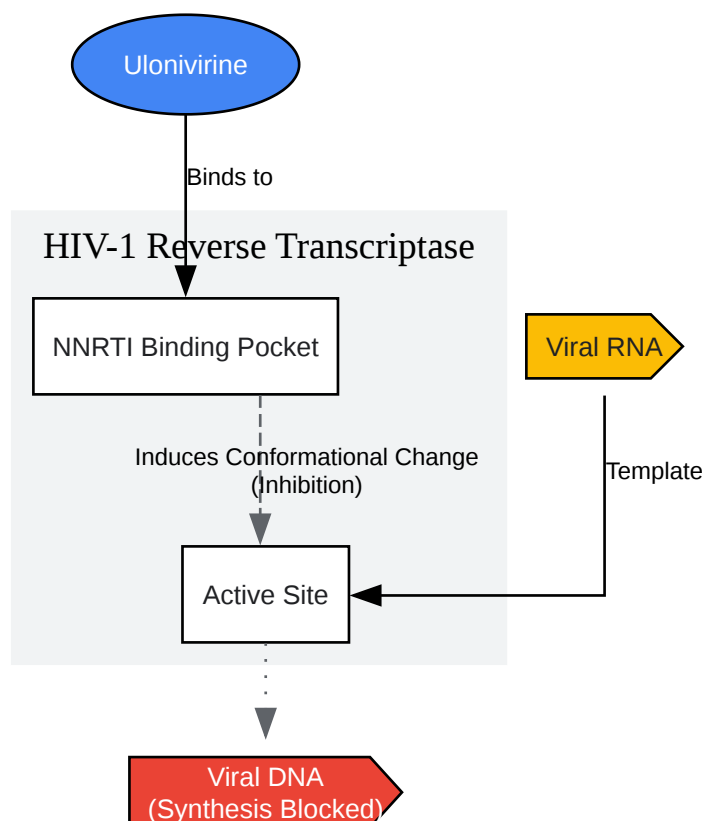 Ulonivirine
Binds to
HIV-1 Reverse Transcriptase
NNRTI Binding Pocket
Viral RNA
Induces Conformational Change
(Inhibition)
Template
Active Site
Viral DNA
(Synthesis Blocked)